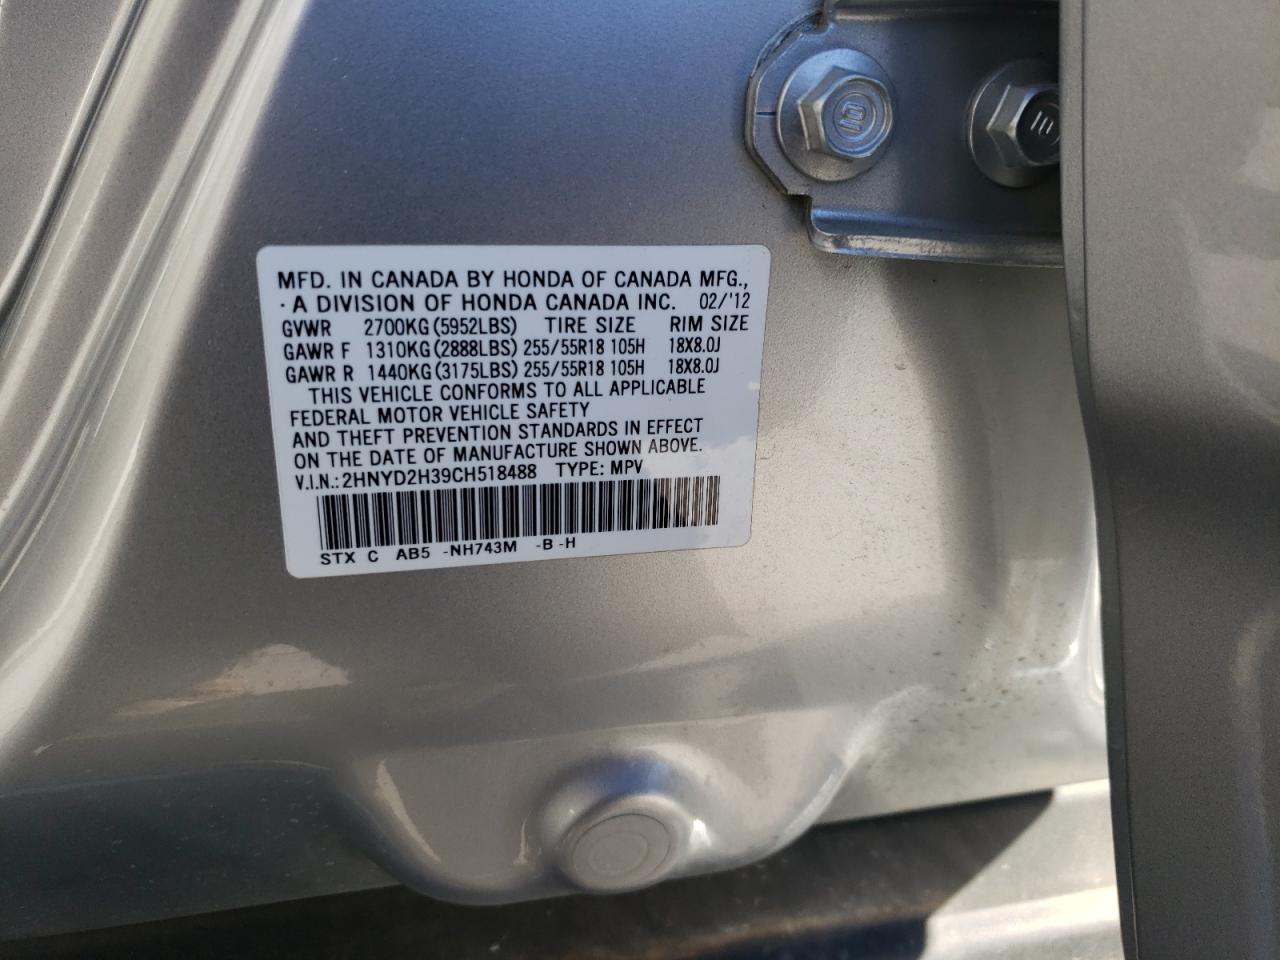 MFD. IN CANADA BY HONDA OF CANADA MFG.,
A DIVISION OF HONDA CANADA INC. 02/'12
GVWR 2700KG(5952LBS) TIRE SIZE RIM SIZE
GAWR F 1310KG(2888LBS) 255/55R18 105H 18X8.0J
GAWR R 1440KG(3175LBS) 255/55R18 105H 18X8.0J
THIS VEHICLE CONFORMS TO ALL APPLICABLE
FEDERAL MOTOR VEHICLE SAFETY
AND THEFT PREVENTION STANDARDS IN EFFECT
ON THE DATE OF MANUFACTURE SHOWN ABOVE.
V.I.N.:2HNYD2H39CH518488 TYPE: MPV
STX C AB5 -NH743M -B -H